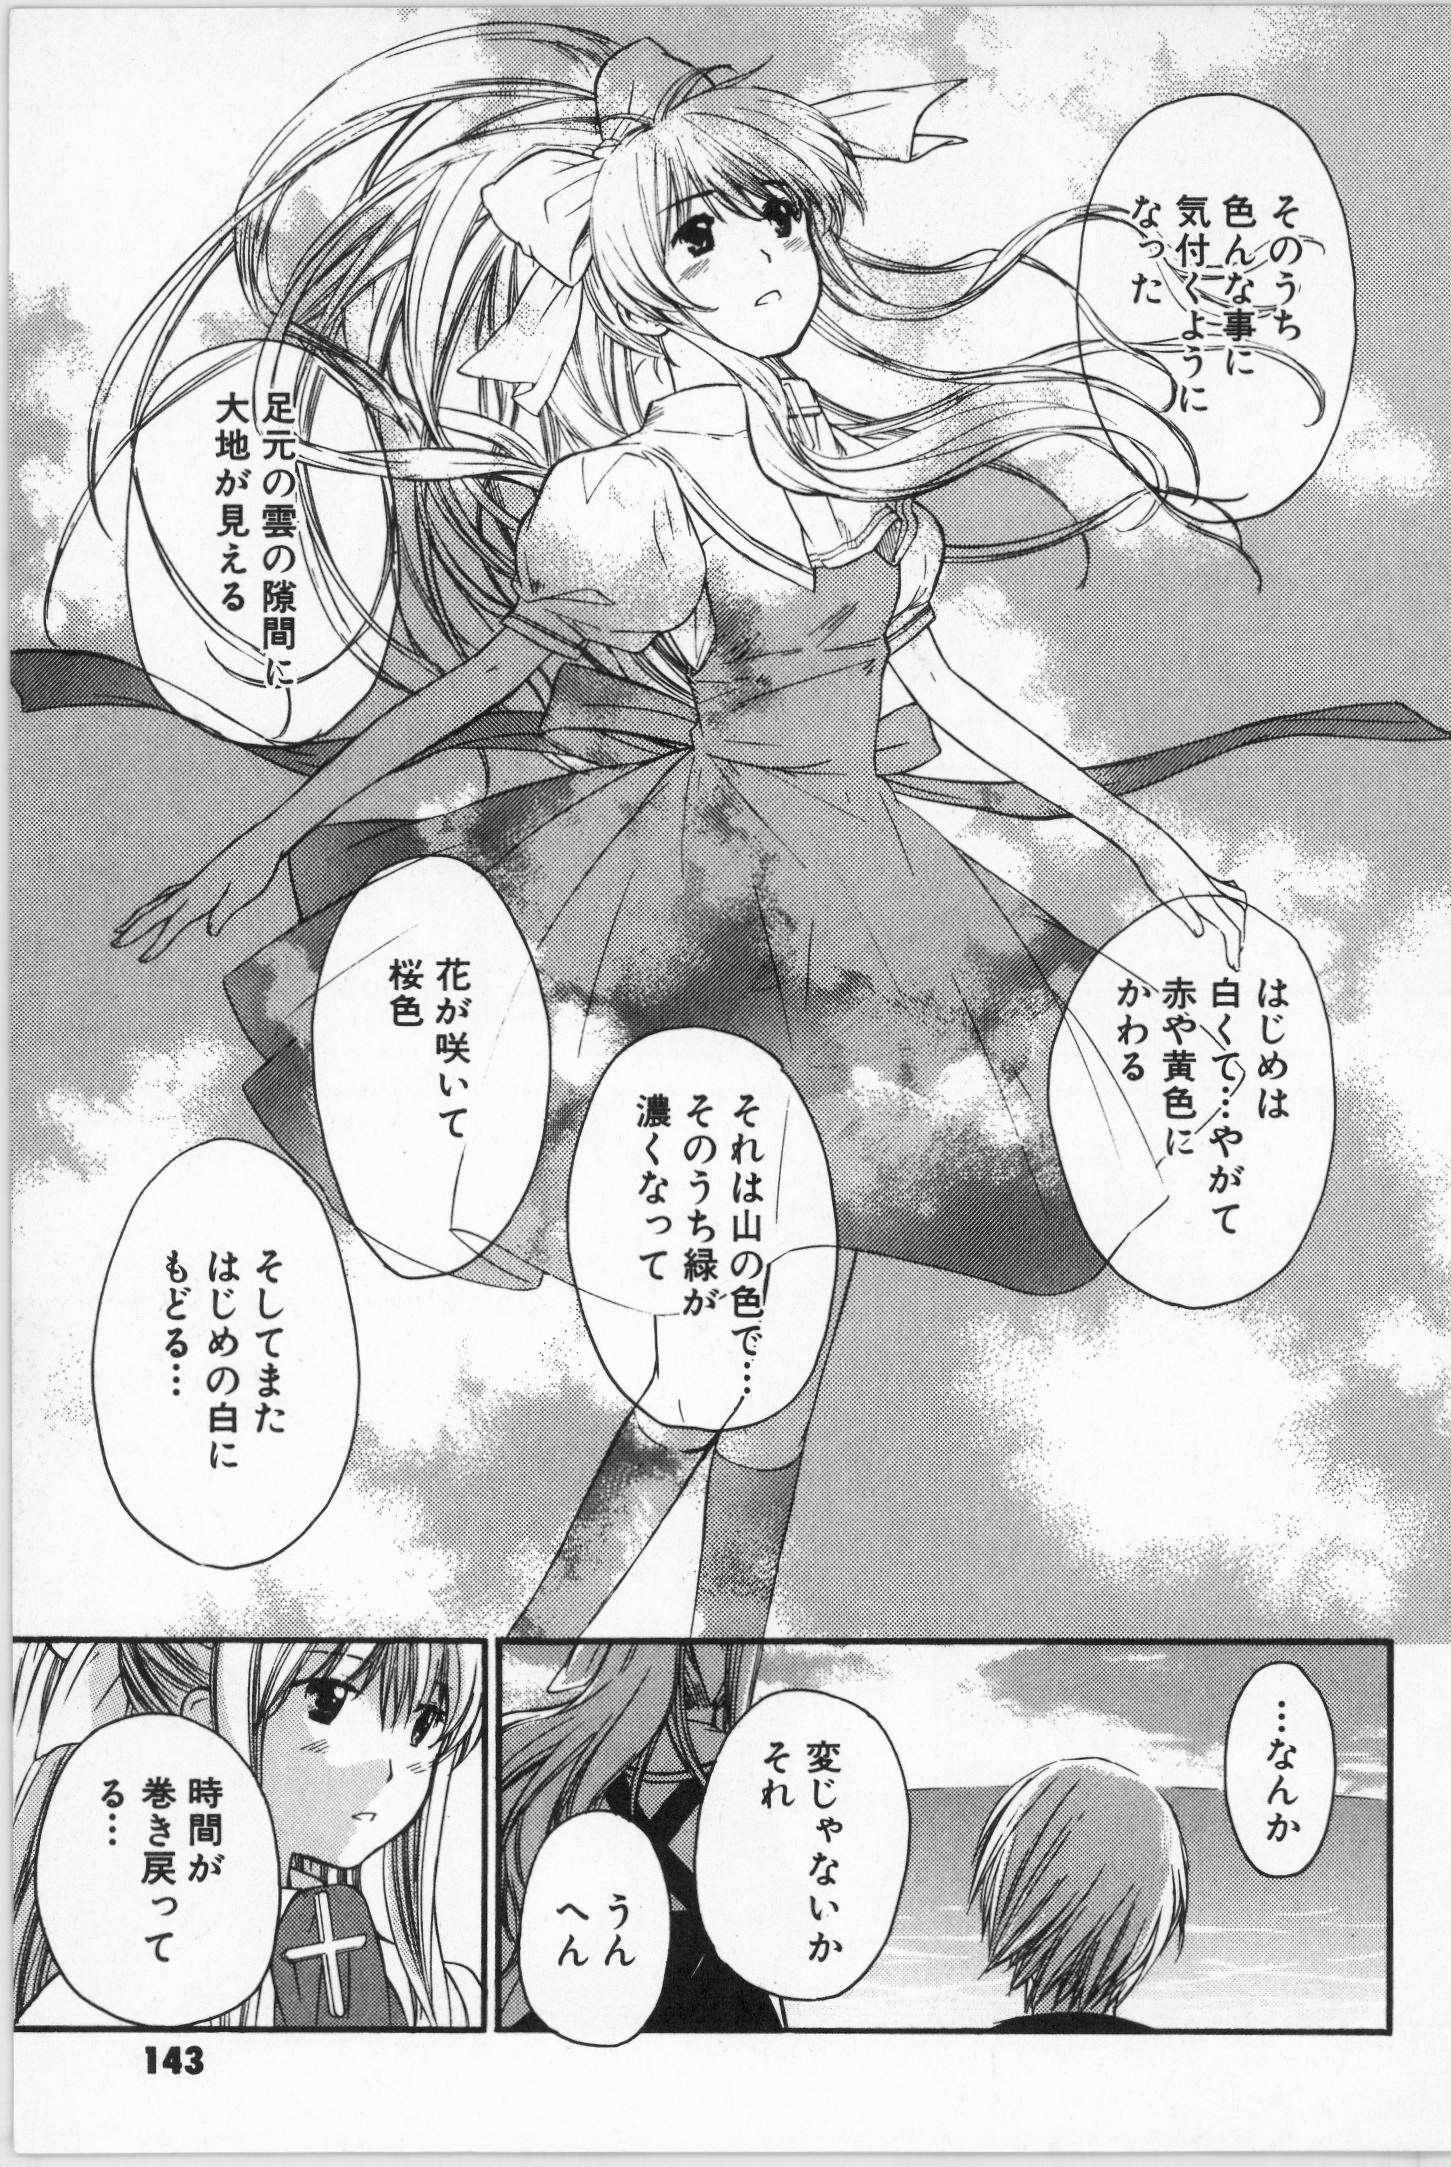 そのうち
色んな事に
気付くように
なった
足元の雲の隙間に
大地が見える
はじめは
白くて…やがて
赤や黄色に
かわる
それは山の色で…
そのうち緑が
濃くなって
花が咲いて
桜色
そしてまた
はじめの白に
もどる…
…なんか
変じゃないか
それ
うん
へん
時間が
巻き戻って
る…
143